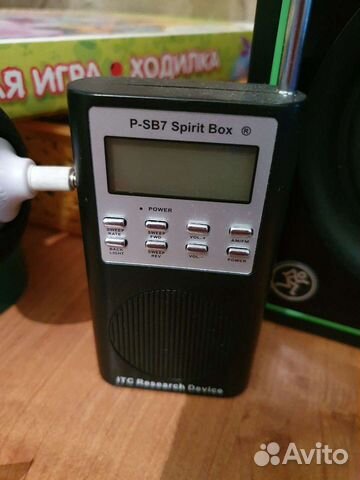 Я ИГРА • ХОДИЛКА
P-SB7 Spirit Box ®
• POWER
SWEEP RATE
SWEEP FWD
VOL.+
AM/FM
BACK LIGHT
SWEEP REV
VOL.-
POWER
ITC Research Device
Avito